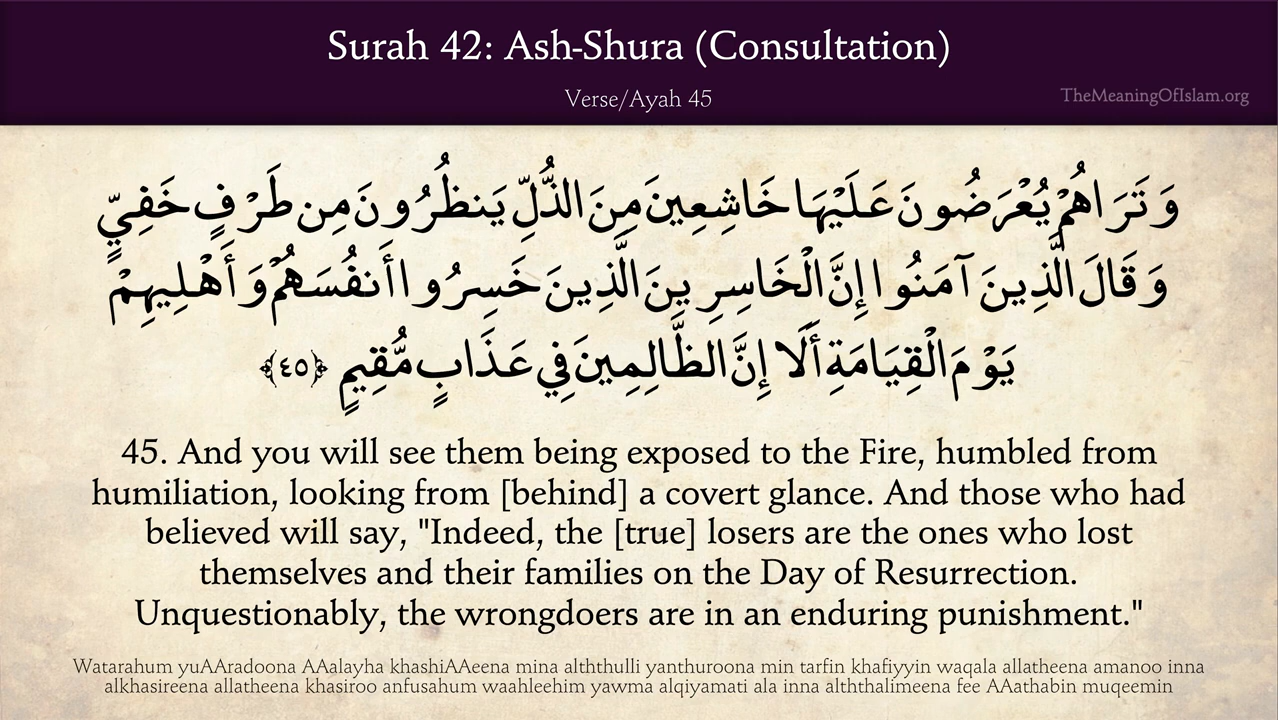 Surah 42: Ash-Shura (Consultation)
Verse/Ayah 45
TheMeaningOfIslam.org
وَتَرَاهُمْ يُعْرَضُونَ عَلَيْهَا خَاشِعِينَ مِنَ الذُّلِّ يَنظُرُونَ مِن طَرْفٍ خَفِيٍّ
وَقَالَ الَّذِينَ آمَنُوا إِنَّ الْخَاسِرِينَ الَّذِينَ خَسِرُوا أَنفُسَهُمْ وَأَهْلِيهِمْ
يَوْمَ الْقِيَامَةِ أَلَا إِنَّ الظَّالِمِينَ فِي عَذَابٍ مُّقِيمٍ ﴿٤٥﴾
45. And you will see them being exposed to the Fire, humbled from
humiliation, looking from [behind] a covert glance. And those who had
believed will say, "Indeed, the [true] losers are the ones who lost
themselves and their families on the Day of Resurrection.
Unquestionably, the wrongdoers are in an enduring punishment."
Watarahum yuAAradoona AAalayha khashiAAeena mina alththulli yanthuroona min tarfin khafiyyin waqala allatheena amanoo inna
alkhasireena allatheena khasiroo anfusahum waahleehim yawma alqiyamati ala inna alththalimeena fee AAathabin muqeemin